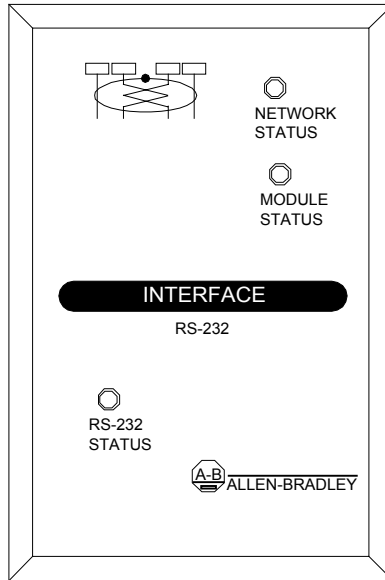 NETWORK
STATUS
MODULE
STATUS
INTERFACE
RS-232
RS-232
STATUS
A-B
ALLEN-BRADLEY